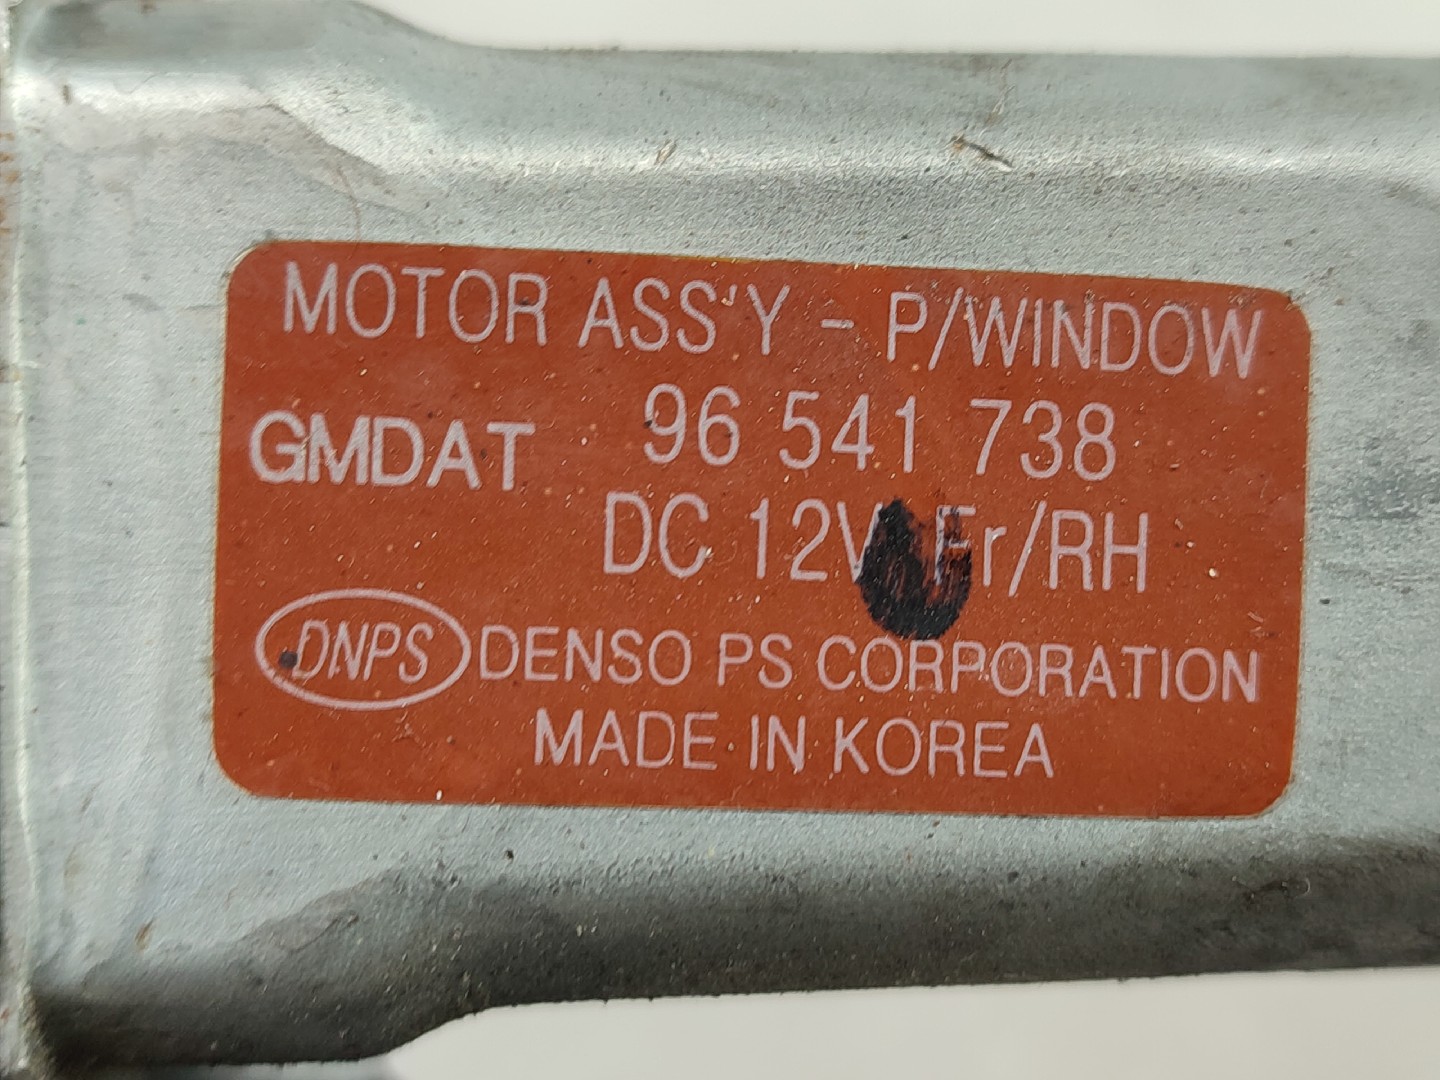 MOTOR ASS'Y - P/WINDOW
GMDAT 96 541 738
DC 12V Fr/RH
DNPS DENSO PS CORPORATION
MADE IN KOREA